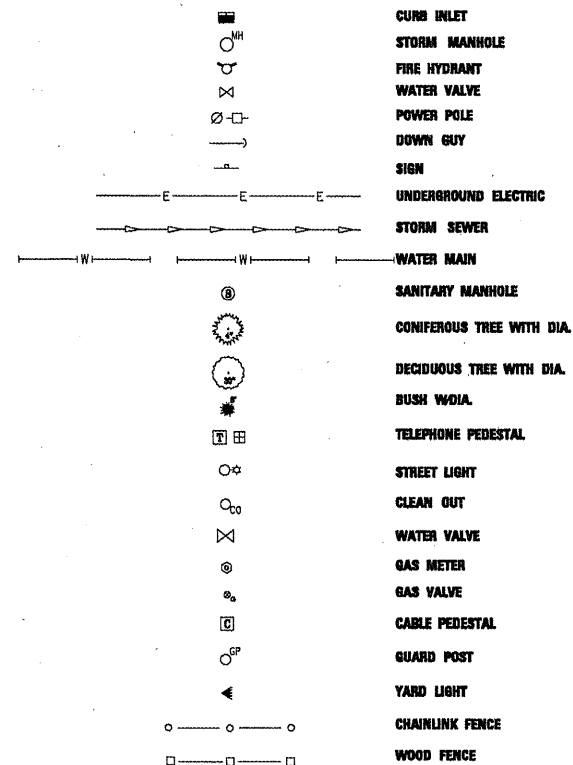 CURB INLET
MH STORM MANHOLE
FIRE HYDRANT
WATER VALVE
POWER POLE
DOWN GUY
SIGN
E E E UNDERGROUND ELECTRIC
STORM SEWER
W W WATER MAIN
S SANITARY MANHOLE
CONIFEROUS TREE WITH DIA.
30" DECIDUOUS TREE WITH DIA.
BUSH W/DIA.
T TELEPHONE PEDESTAL
STREET LIGHT
CO CLEAN OUT
WATER VALVE
G GAS METER
G GAS VALVE
C CABLE PEDESTAL
GP GUARD POST
YARD LIGHT
CHAINLINK FENCE
WOOD FENCE